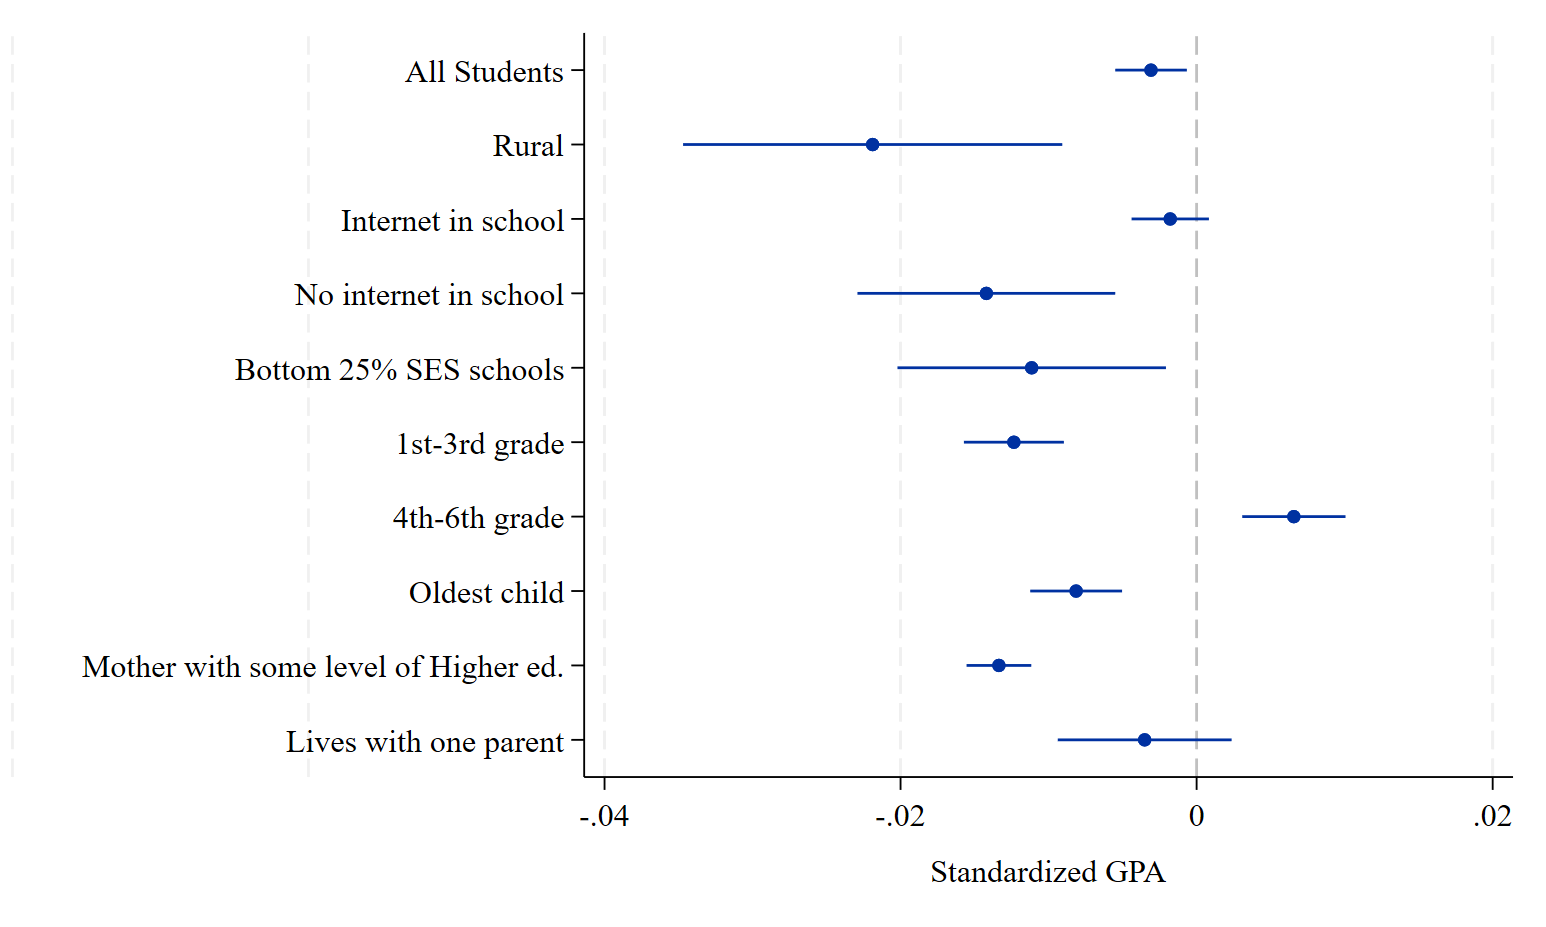 All Students
Rural
Internet in school
No internet in school
Bottom 25% SES schools
1st-3rd grade
4th-6th grade
Oldest child
Mother with some level of Higher ed.
Lives with one parent
-.04 -.02 0 .02
Standardized GPA